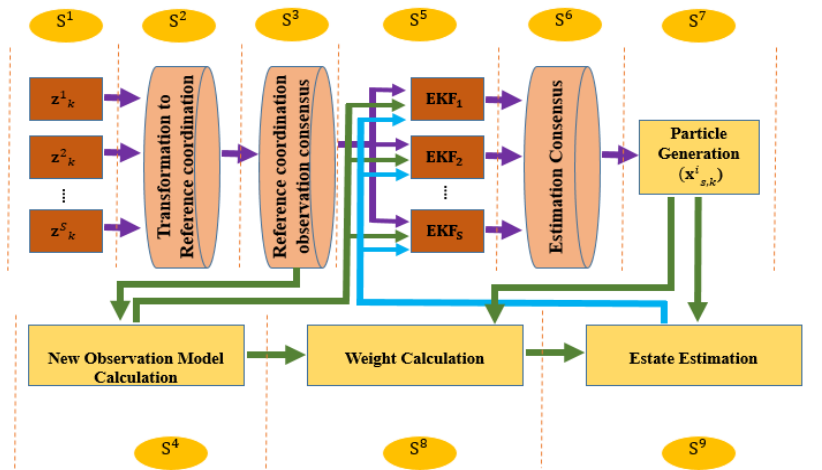 S¹ S² S³ S⁵ S⁶ S⁷
z¹ₖ
z²ₖ
...
zˢₖ
Transformation to
Reference coordination
Reference coordination
observation consensus
EKF₁
EKF₂
...
EKFₛ
Estimation Consensus
Particle
Generation
(xⁱₛ,ₖ)
New Observation Model
Calculation
Weight Calculation
Estate Estimation
S⁴ S⁸ S⁹